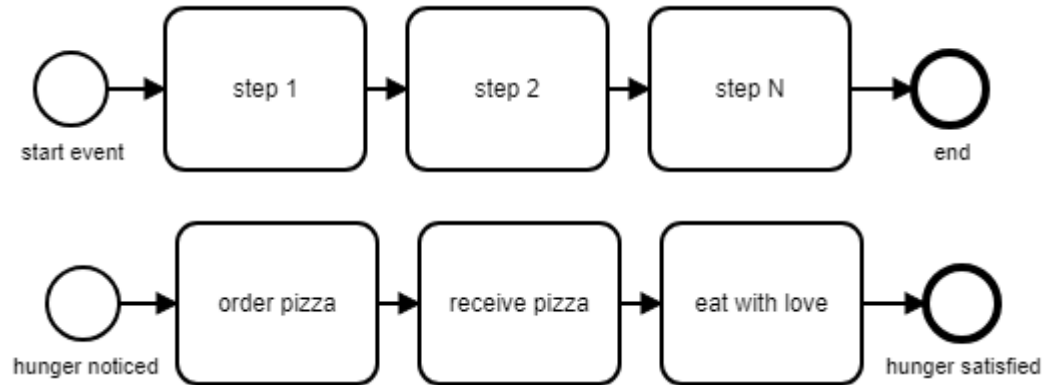 step 1
step 2
step N
start event
end
order pizza
receive pizza
eat with love
hunger noticed
hunger satisfied